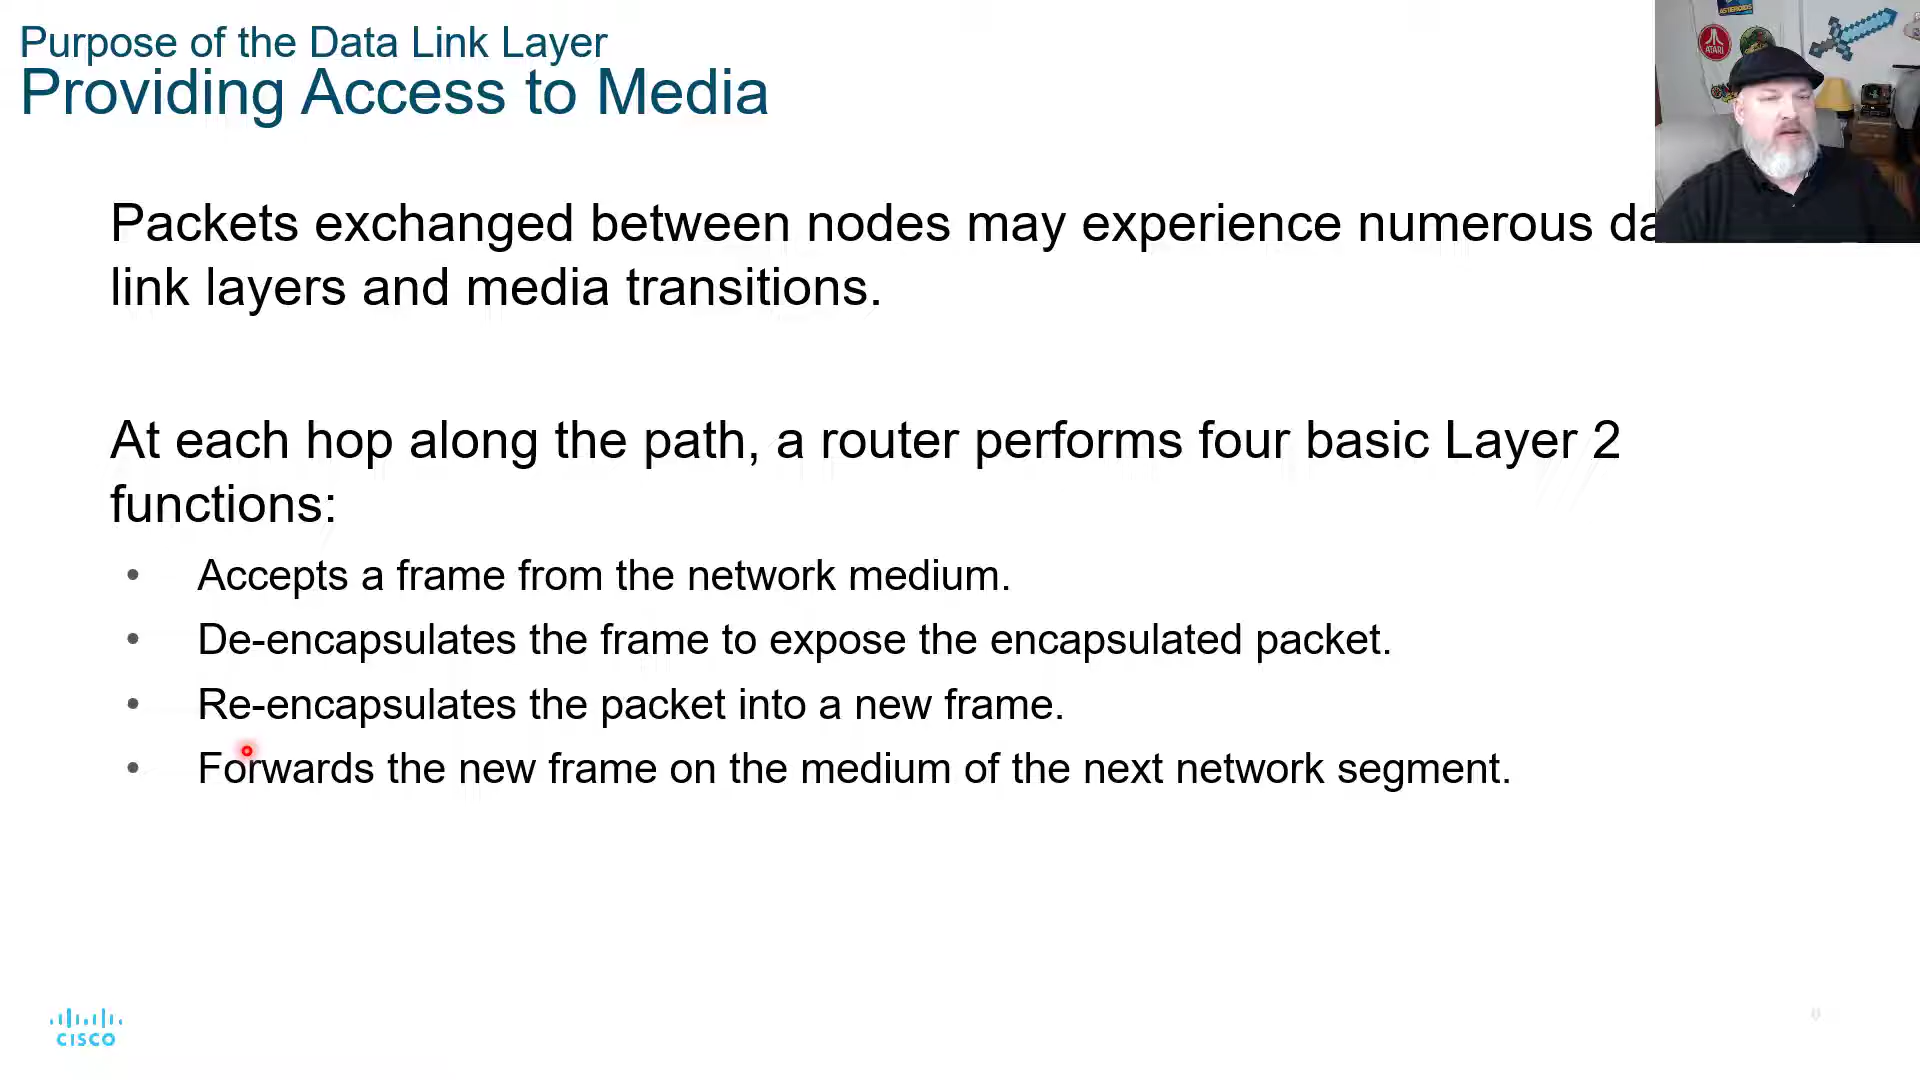 Purpose of the Data Link Layer
Providing Access to Media
ASTEROIDS
ATARI
Packets exchanged between nodes may experience numerous da
link layers and media transitions.
At each hop along the path, a router performs four basic Layer 2
functions:
• Accepts a frame from the network medium.
• De-encapsulates the frame to expose the encapsulated packet.
• Re-encapsulates the packet into a new frame.
• Forwards the new frame on the medium of the next network segment.
CISCO